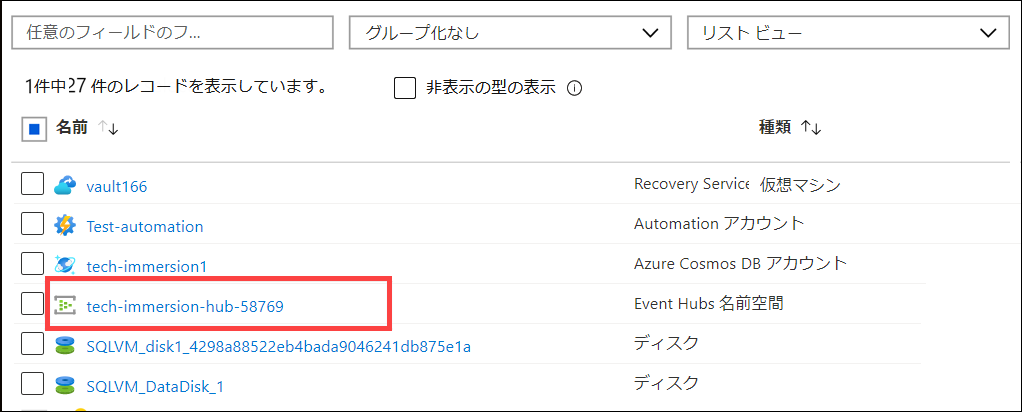 任意のフィールドのフ... グループ化なし リスト ビュー
1件中27 件のレコードを表示しています。 非表示の型の表示
名前 種類
vault166 Recovery Service 仮想マシン
Test-automation Automation アカウント
tech-immersion1 Azure Cosmos DB アカウント
tech-immersion-hub-58769 Event Hubs 名前空間
SQLVM_disk1_4298a88522eb4bada9046241db875e1a ディスク
SQLVM_DataDisk_1 ディスク